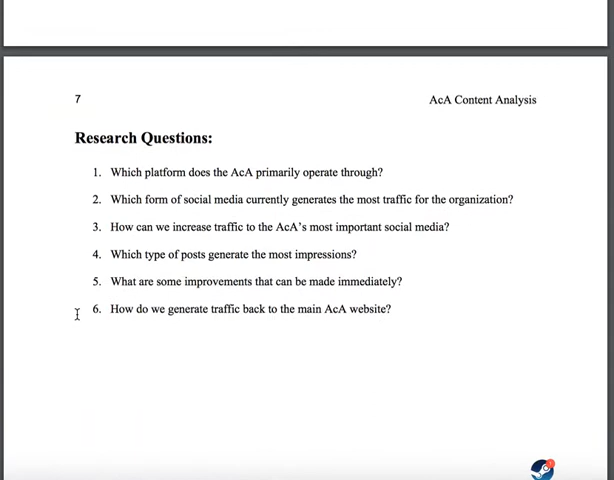 7
AcA Content Analysis
Research Questions:
1. Which platform does the AcA primarily operate through?
2. Which form of social media currently generates the most traffic for the organization?
3. How can we increase traffic to the AcA’s most important social media?
4. Which type of posts generate the most impressions?
5. What are some improvements that can be made immediately?
6. How do we generate traffic back to the main AcA website?